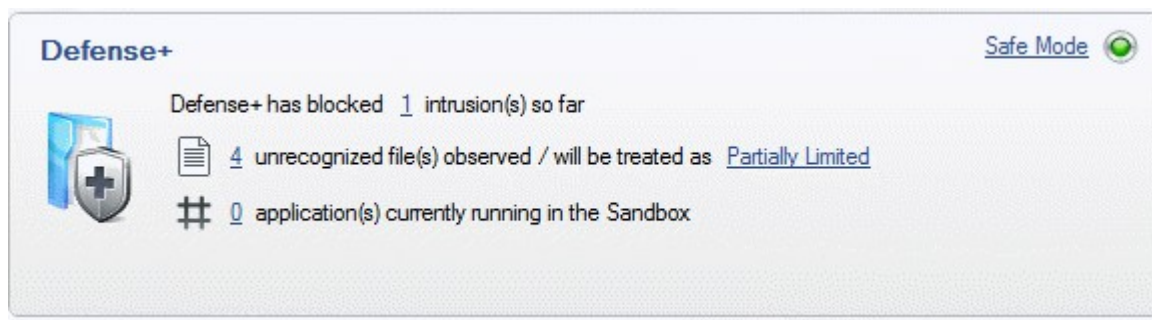 Defense+ Safe Mode
Defense+ has blocked 1 intrusion(s) so far
4 unrecognized file(s) observed / will be treated as Partially Limited
0 application(s) currently running in the Sandbox